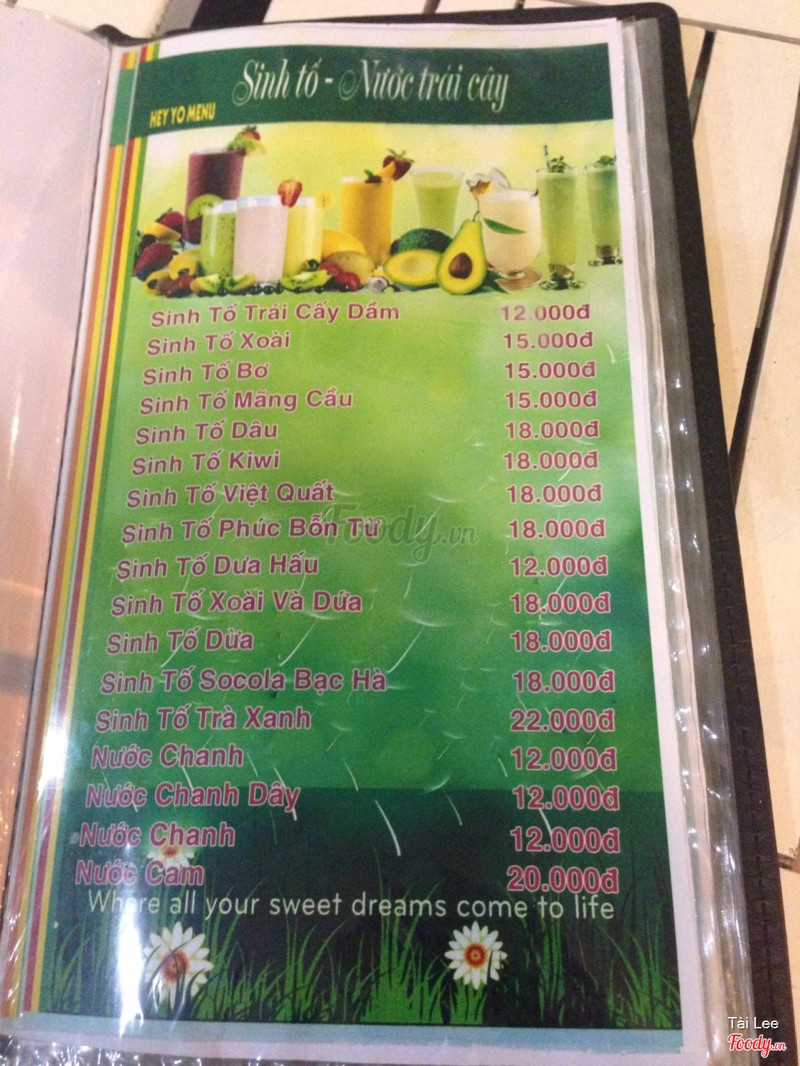 Sinh tố - Nước trái cây
HEY YO MENU
Sinh Tố Trái Cấy Dầm 12.000đ
Sinh Tố Xoài 15.000đ
Sinh Tố Bơ 15.000đ
Sinh Tố Mãng Cầu 15.000đ
Sinh Tố Dâu 18.000đ
Sinh Tố Kiwi 18.000đ
Sinh Tố Việt Quất 18.000đ
Sinh Tố Phúc Bỗn Tử 18.000đ
Foody.vn
Sinh Tố Dưa Hấu 12.000đ
Sinh Tố Xoài Và Dứa 18.000đ
Sinh Tố Dừa 18.000đ
Sinh Tố Socola Bạc Hà 18.000đ
Sinh Tố Trà Xanh 22.000đ
Nước Chanh 12.000đ
Nước Chanh Dây 12.000đ
Nước Chanh 12.000đ
Nước Cam 20.000đ
Where all your sweet dreams come to life
Tài Lee
Foody.vn